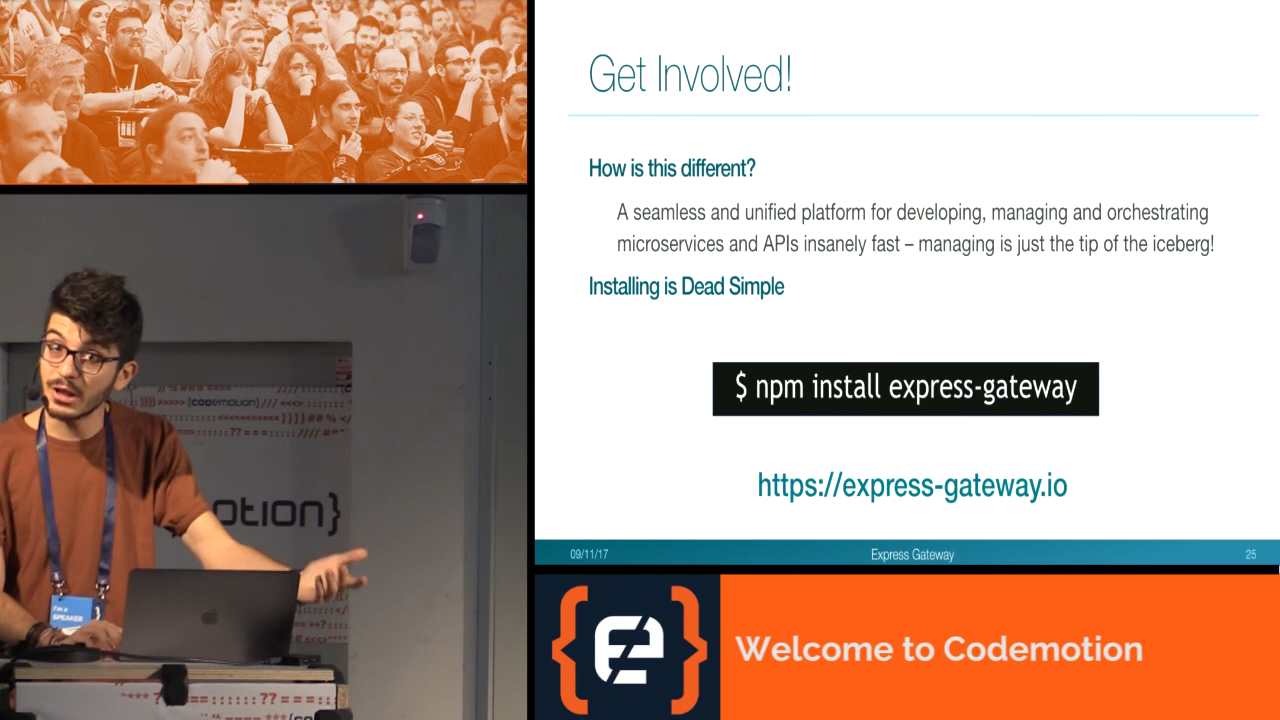 Get Involved!
How is this different?
A seamless and unified platform for developing, managing and orchestrating
microservices and APIs insanely fast – managing is just the tip of the iceberg!
Installing is Dead Simple
$ npm install express-gateway
https://express-gateway.io
09/11/17
Express Gateway
25
{codemotion}
otion}
I'm a
SPEAKER
Welcome to Codemotion